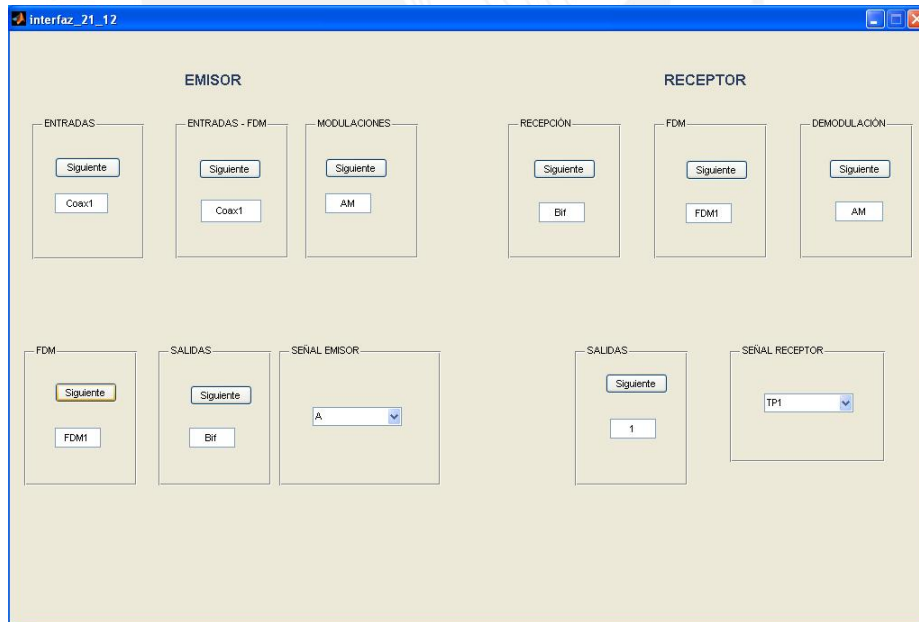 interfaz_21_12
EMISOR
RECEPTOR
ENTRADAS
Siguiente
Coax1
ENTRADAS - FDM
Siguiente
Coax1
MODULACIONES
Siguiente
AM
RECEPCIÓN
Siguiente
Bif
FDM
Siguiente
FDM1
DEMODULACIÓN
Siguiente
AM
FDM
Siguiente
FDM1
SALIDAS
Siguiente
Bif
SEÑAL EMISOR
A
SALIDAS
Siguiente
1
SEÑAL RECEPTOR
TP1